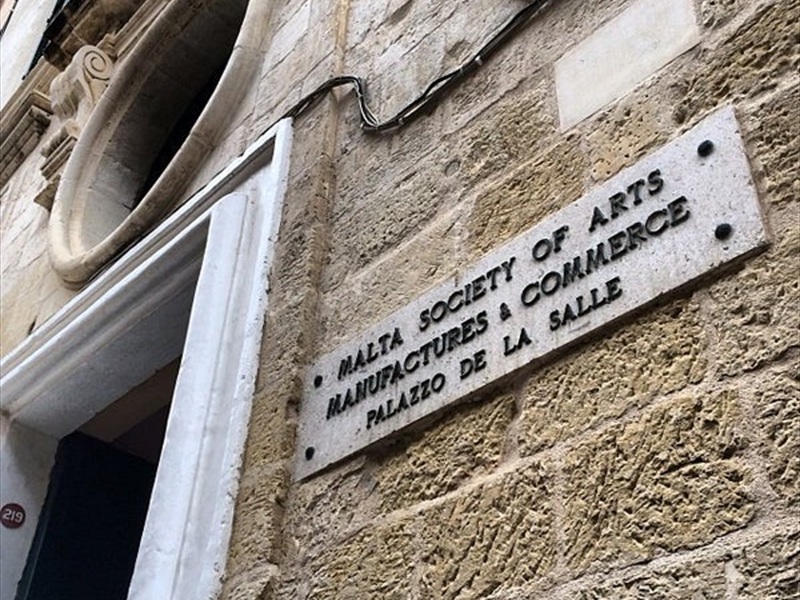 MALTA SOCIETY OF ARTS
MANUFACTURES & COMMERCE
PALAZZO DE LA SALLE
219